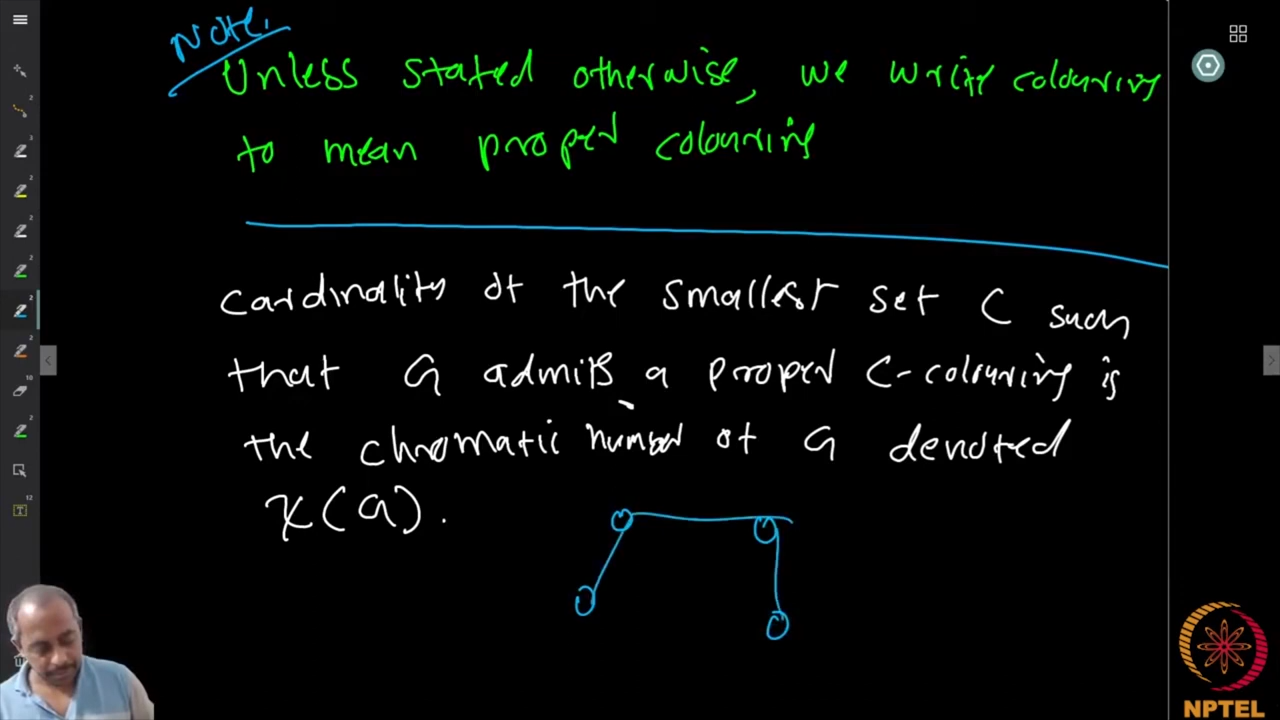 Note.
Unless stated otherwise, we write colouring
to mean proper colouring
Cardinality of the smallest set C such
that G admits a proper C-colouring is
the chromatic number of G denoted
χ(G).
NPTEL